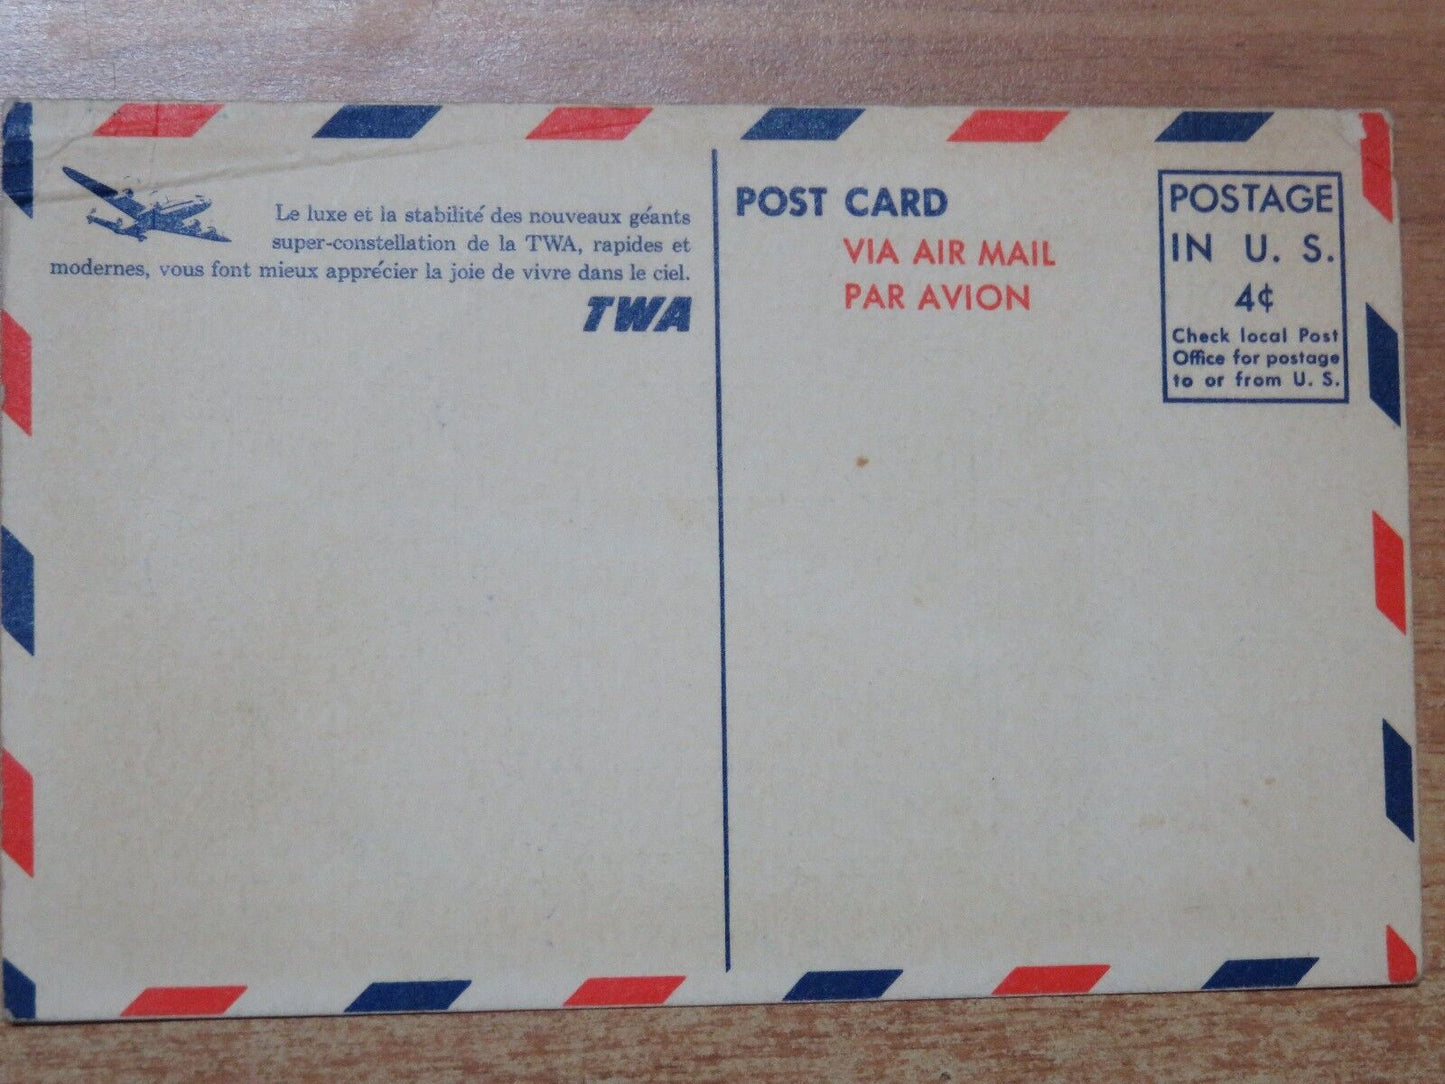 Le luxe et la stabilité des nouveaux géants
super-constellation de la TWA, rapides et
modernes, vous font mieux apprécier la joie de vivre dans le ciel.
TWA
POST CARD
VIA AIR MAIL
PAR AVION
POSTAGE
IN U. S.
4¢
Check local Post
Office for postage
to or from U. S.